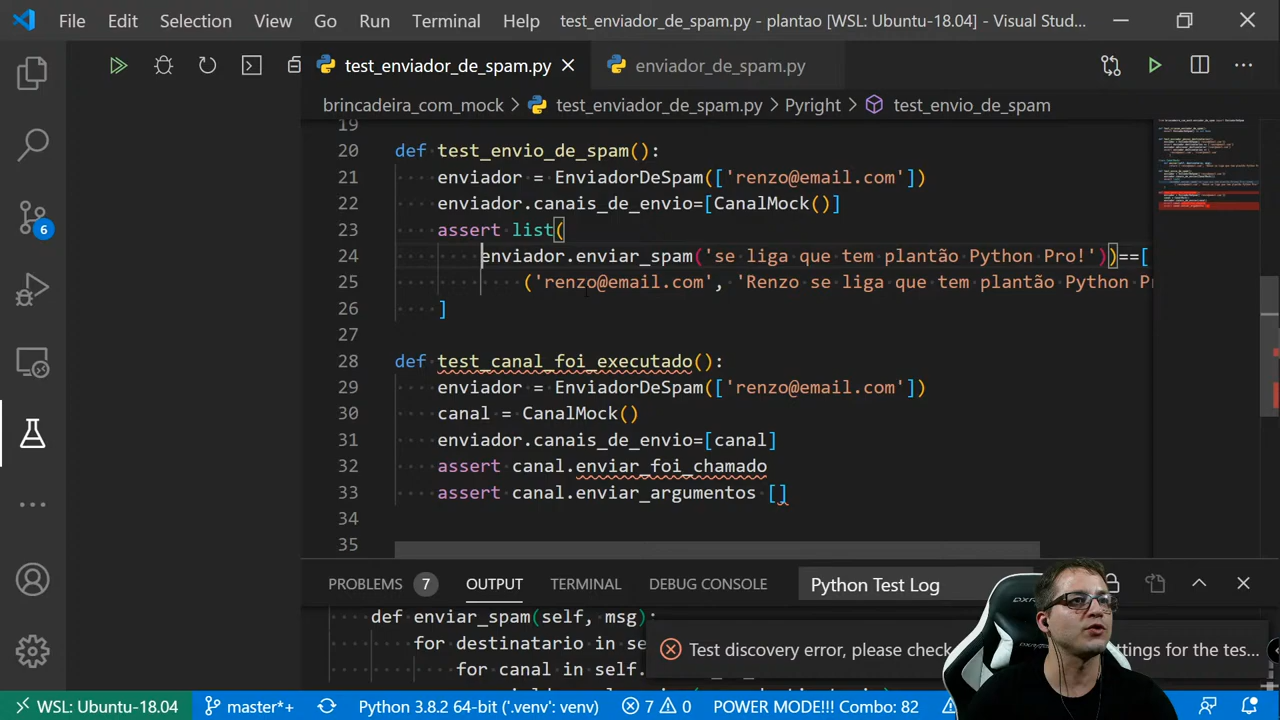 File Edit Selection View Go Run Terminal Help test_enviador_de_spam.py - plantao [WSL: Ubuntu-18.04] - Visual Stud...
test_enviador_de_spam.py enviador_de_spam.py
brincadeira_com_mock > test_enviador_de_spam.py > Pyright > test_envio_de_spam
19
20 def test_envio_de_spam():
21 enviador = EnviadorDeSpam(['renzo@email.com'])
22 enviador.canais_de_envio=[CanalMock()]
23 assert list(
24 enviador.enviar_spam('se liga que tem plantão Python Pro!'))==[
25 ('renzo@email.com', 'Renzo se liga que tem plantão Python Pr
26 ]
27
28 def test_canal_foi_executado():
29 enviador = EnviadorDeSpam(['renzo@email.com'])
30 canal = CanalMock()
31 enviador.canais_de_envio=[canal]
32 assert canal.enviar_foi_chamado
33 assert canal.enviar_argumentos []
34
35
6
PROBLEMS 7 OUTPUT TERMINAL DEBUG CONSOLE Python Test Log
def enviar_spam(self, msg):
for destinatario in se
for canal in self.
Test discovery error, please check ttings for the tes...
WSL: Ubuntu-18.04 master*+ Python 3.8.2 64-bit ('.venv': venv) 7 0 POWER MODE!!! Combo: 82